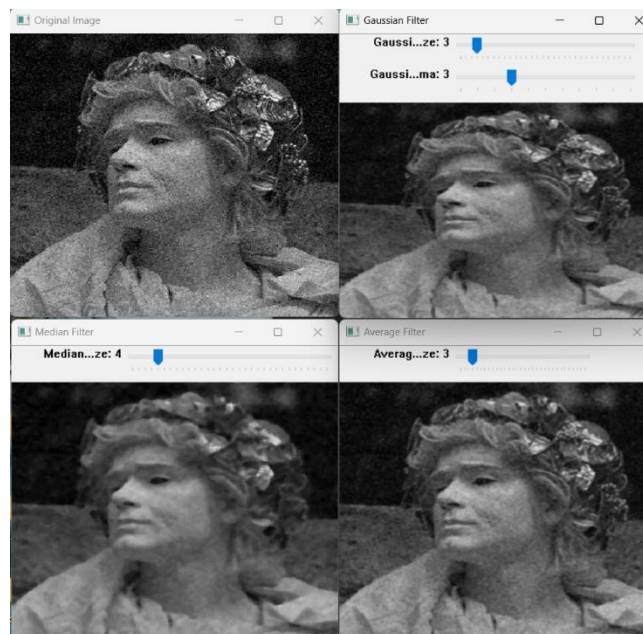 Original Image
Gaussian Filter
Gaussi...ze: 3
Gaussi...ma: 3
Median Filter
Average Filter
Median...ze: 4
Averag...ze: 3